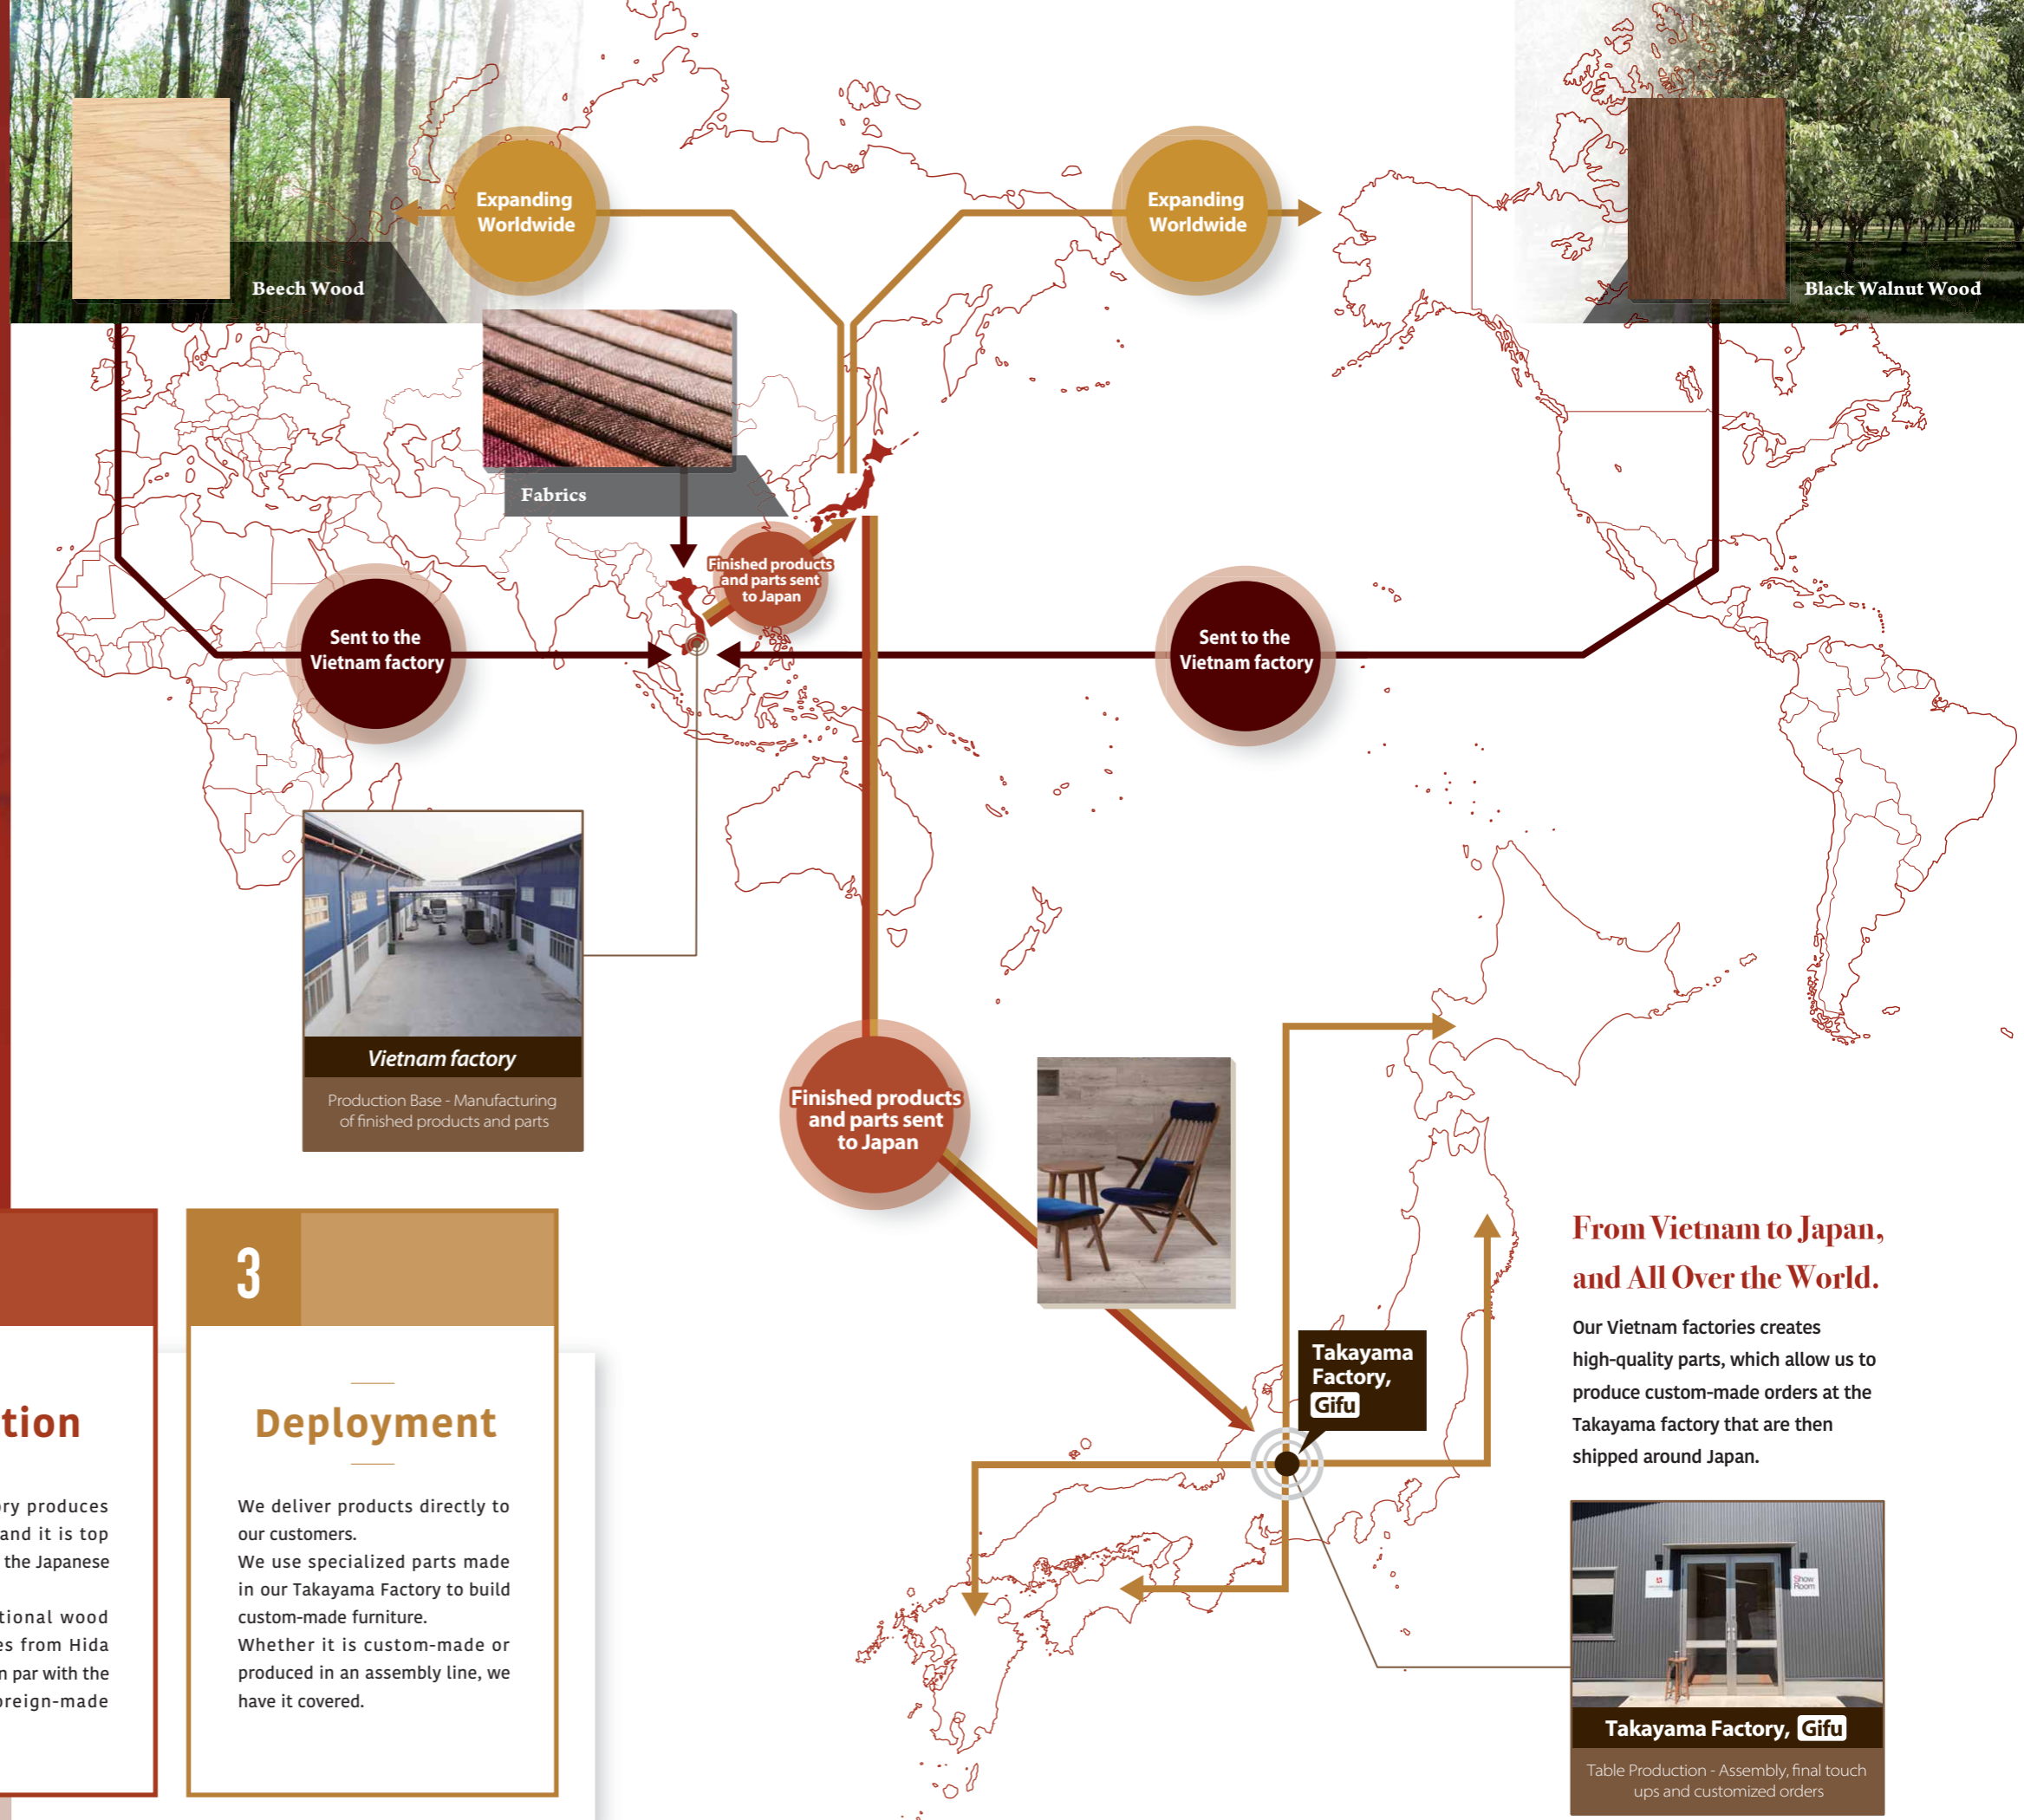 Beech Wood
Expanding
Worldwide
Expanding
Worldwide
Black Walnut Wood
Fabrics
Finished products
and parts sent
to Japan
Sent to the
Vietnam factory
Sent to the
Vietnam factory
Vietnam factory
Production Base - Manufacturing
of finished products and parts
Finished products
and parts sent
to Japan
Takayama
Factory,
Gifu
From Vietnam to Japan,
and All Over the World.
Our Vietnam factories creates
high-quality parts, which allow us to
produce custom-made orders at the
Takayama factory that are then
shipped around Japan.
Show
Room
Takayama Factory, Gifu
Table Production - Assembly, final touch
ups and customized orders
tion
ry produces
and it is top
the Japanese
tional wood
es from Hida
n par with the
oreign-made
3
Deployment
We deliver products directly to
our customers.
We use specialized parts made
in our Takayama Factory to build
custom-made furniture.
Whether it is custom-made or
produced in an assembly line, we
have it covered.